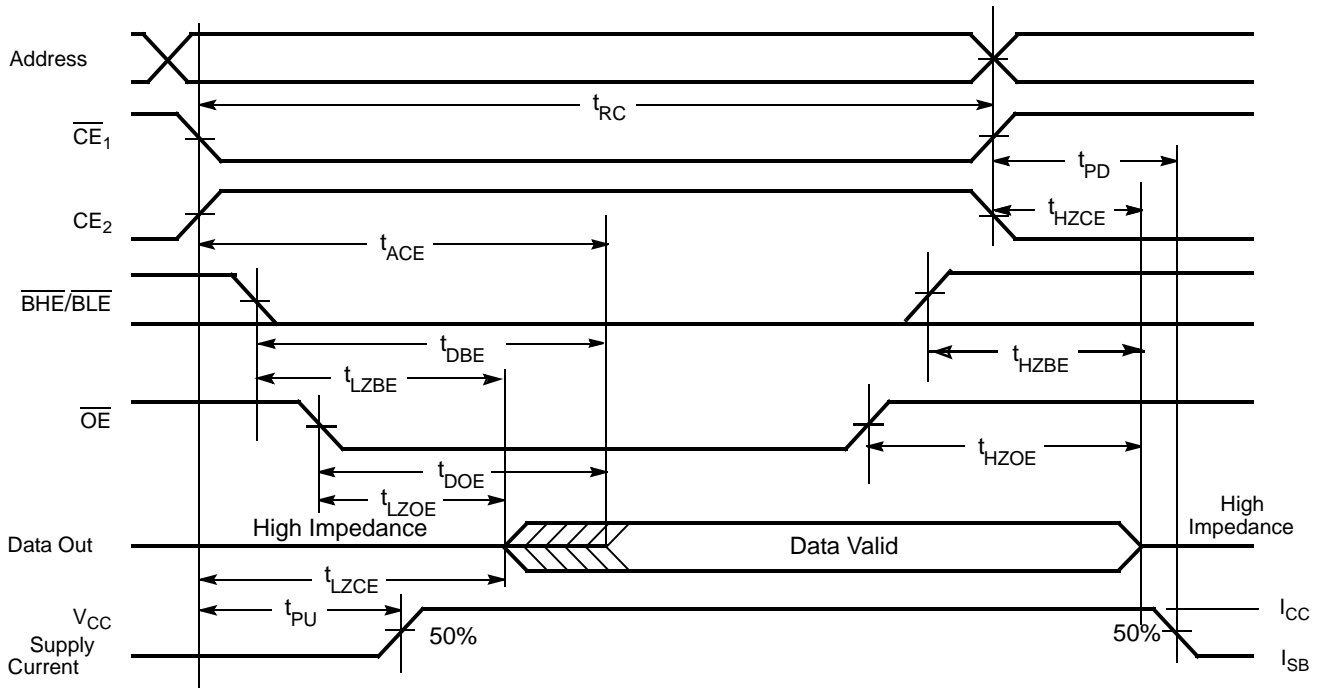 Address
tRC
CE1
tPD
CE2
tHZCE
tACE
BHE/BLE
tDBE
tHZBE
tLZBE
OE
tHZOE
tDOE
tLZOE
High Impedance
High
Impedance
Data Out
Data Valid
tLZCE
tPU
VCC
Supply
Current
50%
50%
ICC
ISB